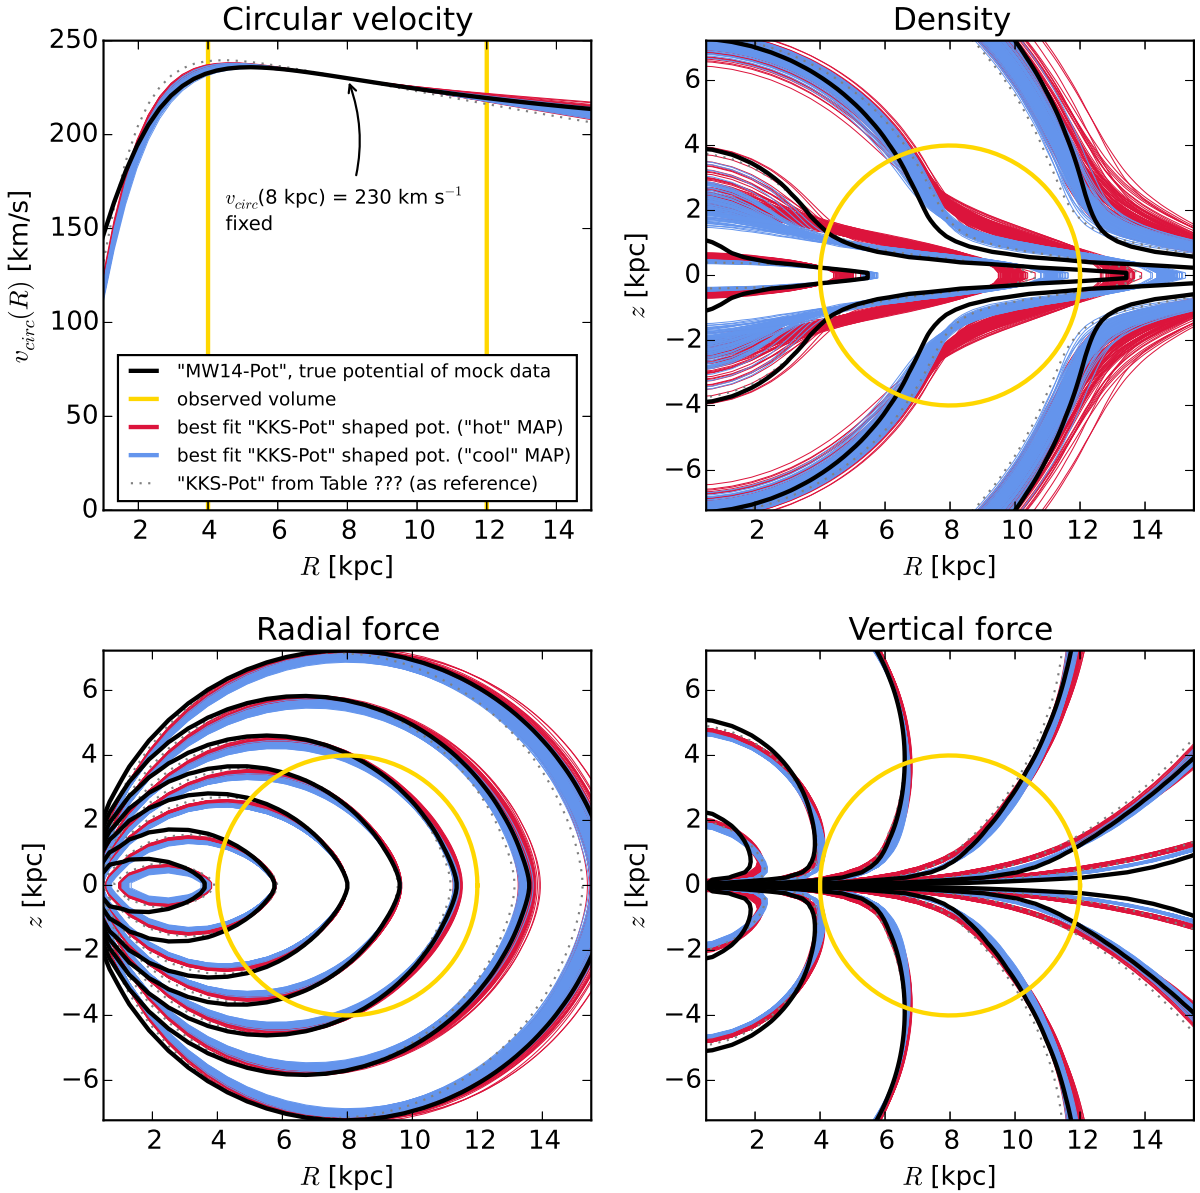 Circular velocity
250
200
150
100
50
0
v_circ(R) [km/s]
v_circ(8 kpc) = 230 km s⁻¹
fixed
"MW14-Pot", true potential of mock data
observed volume
best fit "KKS-Pot" shaped pot. ("hot" MAP)
best fit "KKS-Pot" shaped pot. ("cool" MAP)
"KKS-Pot" from Table ??? (as reference)
2 4 6 8 10 12 14
R [kpc]
Density
6
4
2
0
−2
−4
−6
z [kpc]
2 4 6 8 10 12 14
R [kpc]
Radial force
6
4
2
0
−2
−4
−6
z [kpc]
2 4 6 8 10 12 14
R [kpc]
Vertical force
6
4
2
0
−2
−4
−6
z [kpc]
2 4 6 8 10 12 14
R [kpc]